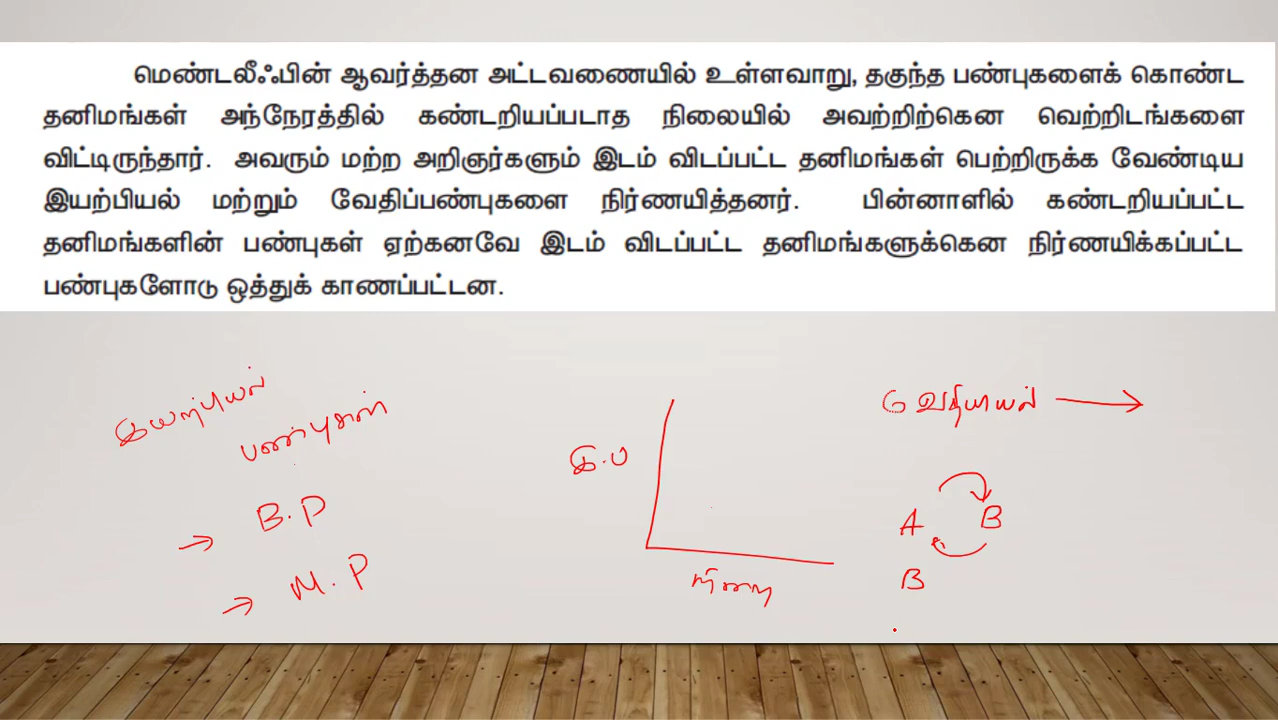 மெண்டலீஃபின் ஆவர்த்தன அட்டவணையில் உள்ளவாறு, தகுந்த பண்புகளைக் கொண்ட
தனிமங்கள் அந்நேரத்தில் கண்டறியப்படாத நிலையில் அவற்றிற்கென வெற்றிடங்களை
விட்டிருந்தார். அவரும் மற்ற அறிஞர்களும் இடம் விடப்பட்ட தனிமங்கள் பெற்றிருக்க வேண்டிய
இயற்பியல் மற்றும் வேதிப்பண்புகளை நிர்ணயித்தனர். பின்னாளில் கண்டறியப்பட்ட
தனிமங்களின் பண்புகள் ஏற்கனவே இடம் விடப்பட்ட தனிமங்களுக்கென நிர்ணயிக்கப்பட்ட
பண்புகளோடு ஒத்துக் காணப்பட்டன.
இயற்பியல்
பண்புகள்
B.P
M.P
இ.ப
நிறை
வேதியியல்
A B
B